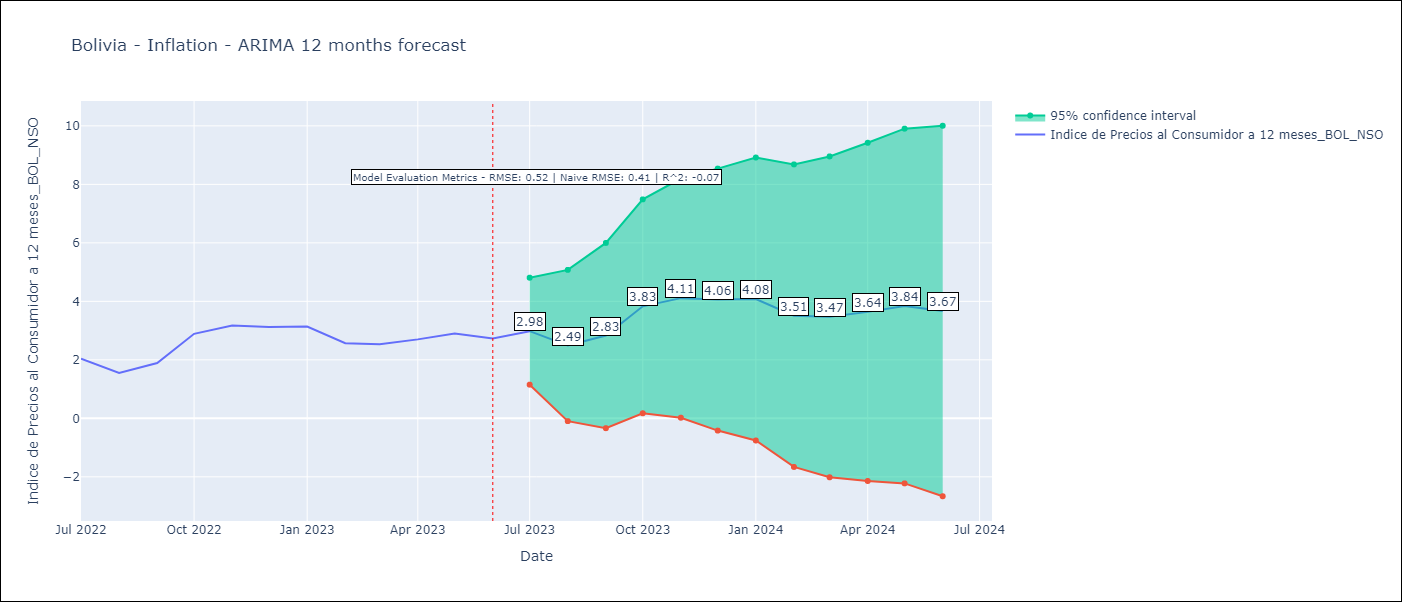 Bolivia - Inflation - ARIMA 12 months forecast
95% confidence interval
Indice de Precios al Consumidor a 12 meses_BOL_NSO
Indice de Precios al Consumidor a 12 meses_BOL_NSO
10
8
6
4
2
0
−2
Model Evaluation Metrics - RMSE: 0.52 | Naive RMSE: 0.41 | R^2: -0.07
2.98
2.49
2.83
3.83
4.11
4.06
4.08
3.51
3.47
3.64
3.84
3.67
Jul 2022
Oct 2022
Jan 2023
Apr 2023
Jul 2023
Oct 2023
Jan 2024
Apr 2024
Jul 2024
Date